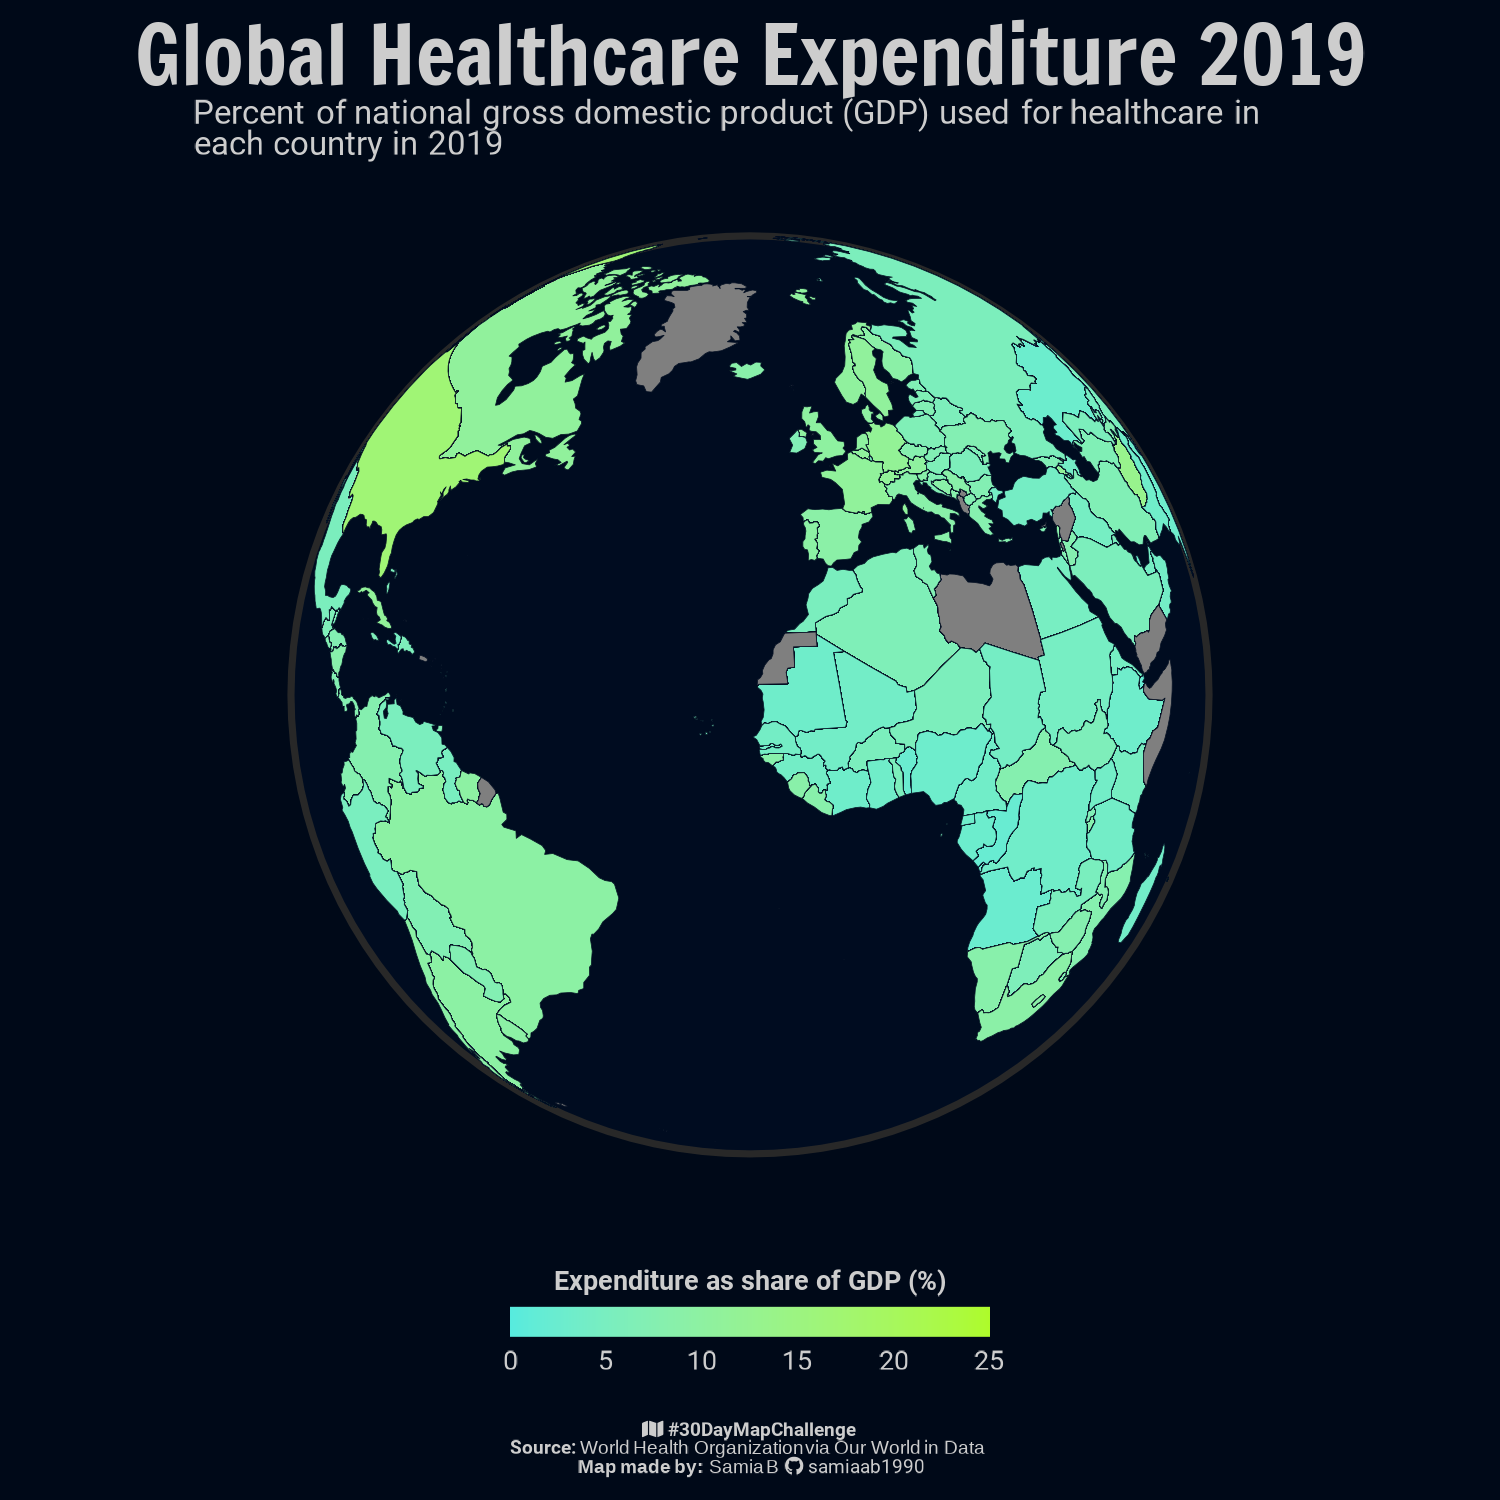 Global Healthcare Expenditure 2019
Percent of national gross domestic product (GDP) used for healthcare in
each country in 2019
Expenditure as share of GDP (%)
0 5 10 15 20 25
#30DayMapChallenge
Source: World Health Organization via Our World in Data
Map made by: Samia B samiaab1990